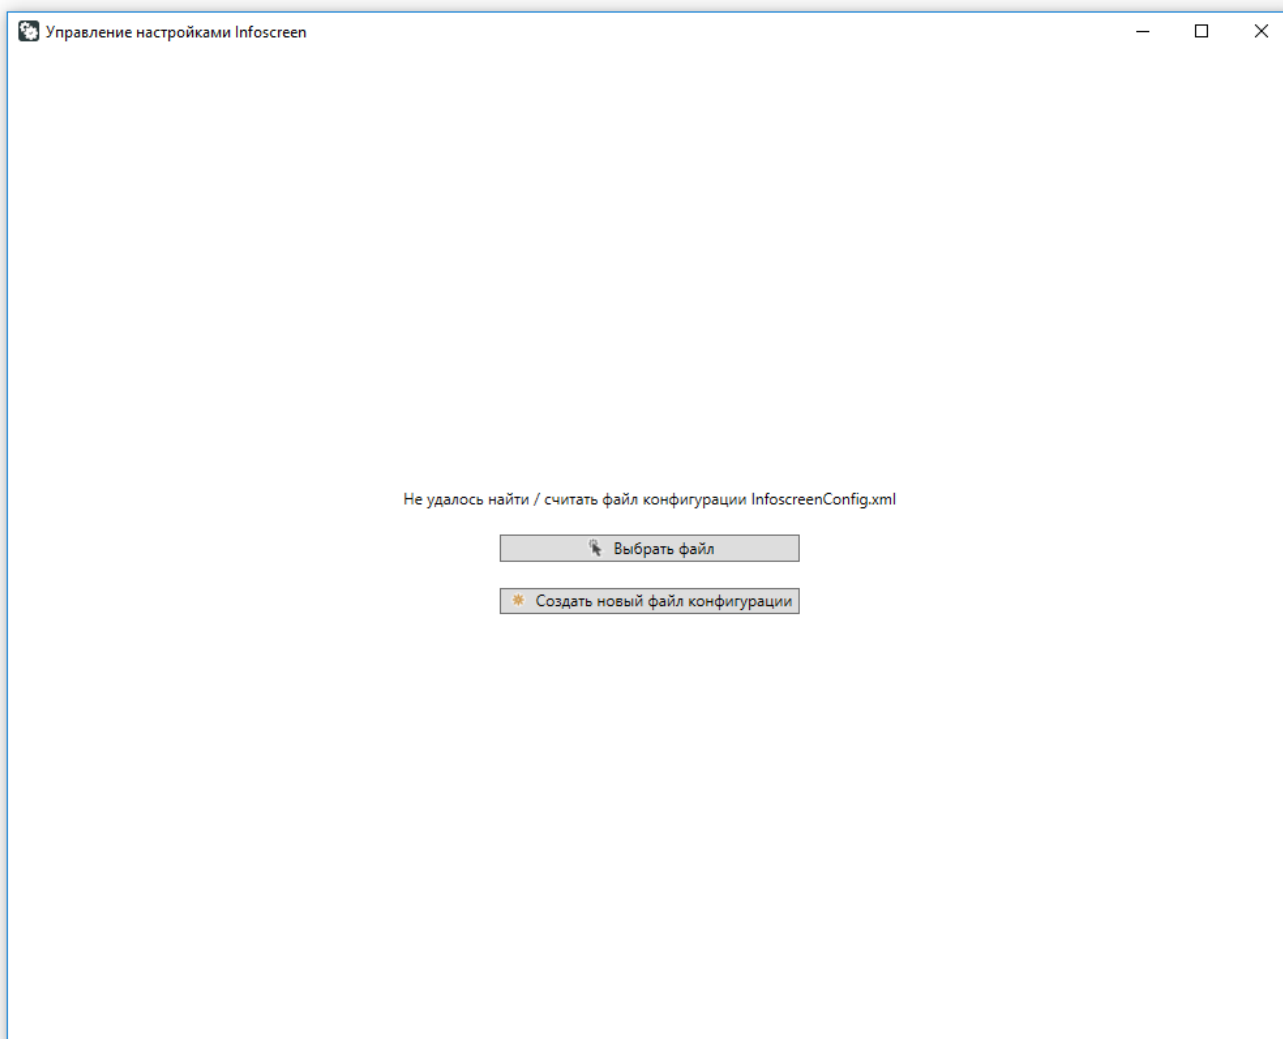 Управление настройками Infoscreen
Не удалось найти / считать файл конфигурации InfoscreenConfig.xml
Выбрать файл
Создать новый файл конфигурации